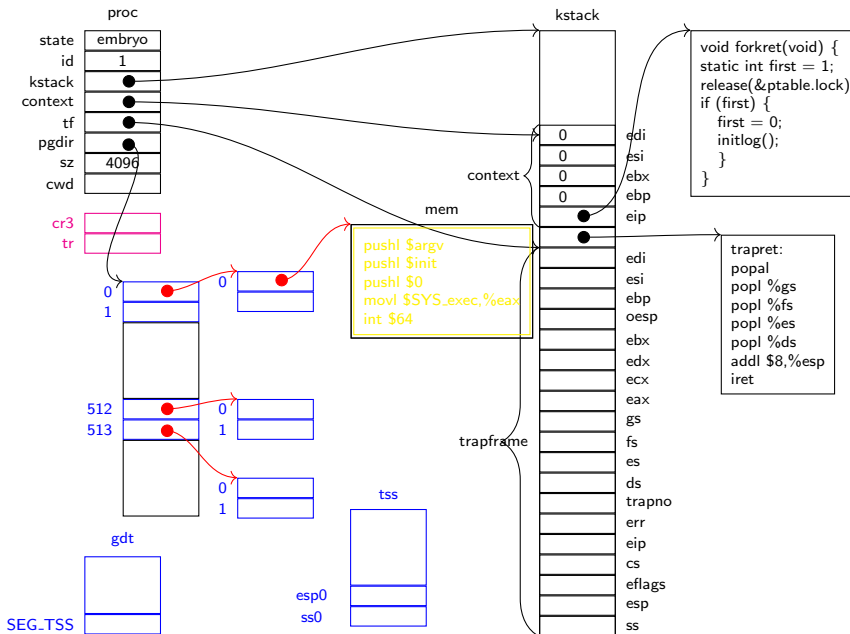 proc
state embryo
id 1
kstack
context
tf
pgdir
sz 4096
cwd
cr3
tr
0
1
512
513
0
0
1
0
1
gdt
SEG_TSS
tss
esp0
ss0
mem
pushl $argv
pushl $init
pushl $0
movl $SYS_exec,%eax
int $64
kstack
context
0 edi
0 esi
0 ebx
0 ebp
eip
trapframe
edi
esi
ebp
oesp
ebx
edx
ecx
eax
gs
fs
es
ds
trapno
err
eip
cs
eflags
esp
ss
void forkret(void) {
static int first = 1;
release(&ptable.lock)
if (first) {
first = 0;
initlog();
}
}
trapret:
popal
popl %gs
popl %fs
popl %es
popl %ds
addl $8,%esp
iret